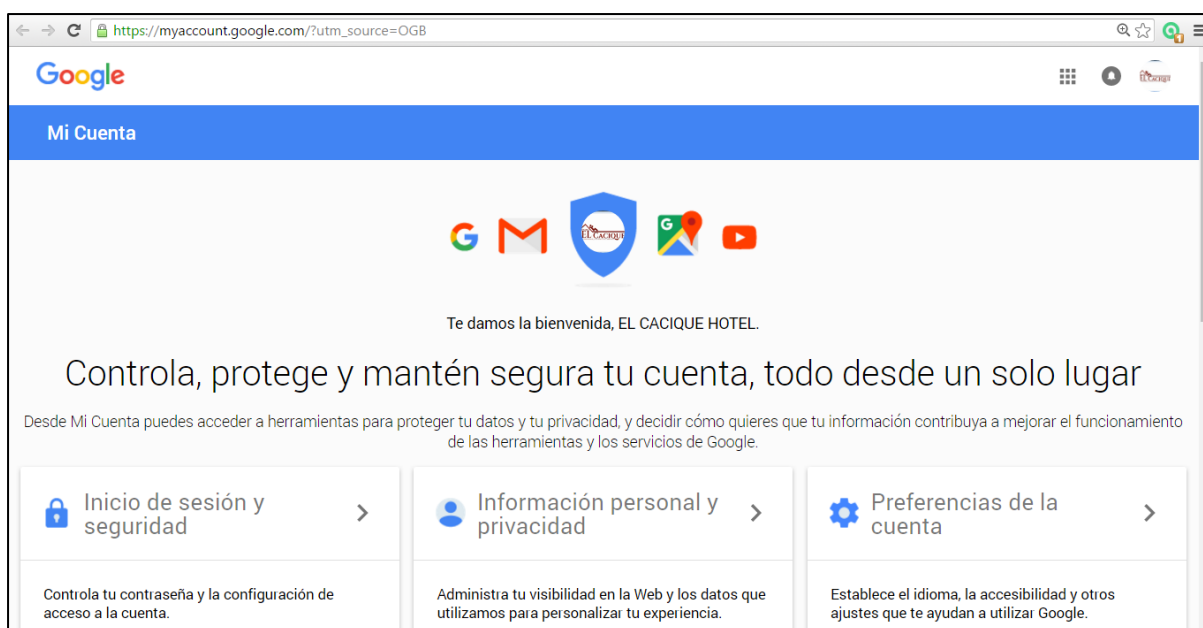 https://myaccount.google.com/?utm_source=OGB
Google
EL CACIQUE
Mi Cuenta
G
EL CACIQUE
G
Te damos la bienvenida, EL CACIQUE HOTEL.
Controla, protege y mantén segura tu cuenta, todo desde un solo lugar
Desde Mi Cuenta puedes acceder a herramientas para proteger tu datos y tu privacidad, y decidir cómo quieres que tu información contribuya a mejorar el funcionamiento
de las herramientas y los servicios de Google.
Inicio de sesión y
seguridad
Controla tu contraseña y la configuración de
acceso a la cuenta.
Información personal y
privacidad
Administra tu visibilidad en la Web y los datos que
utilizamos para personalizar tu experiencia.
Preferencias de la
cuenta
Establece el idioma, la accesibilidad y otros
ajustes que te ayudan a utilizar Google.